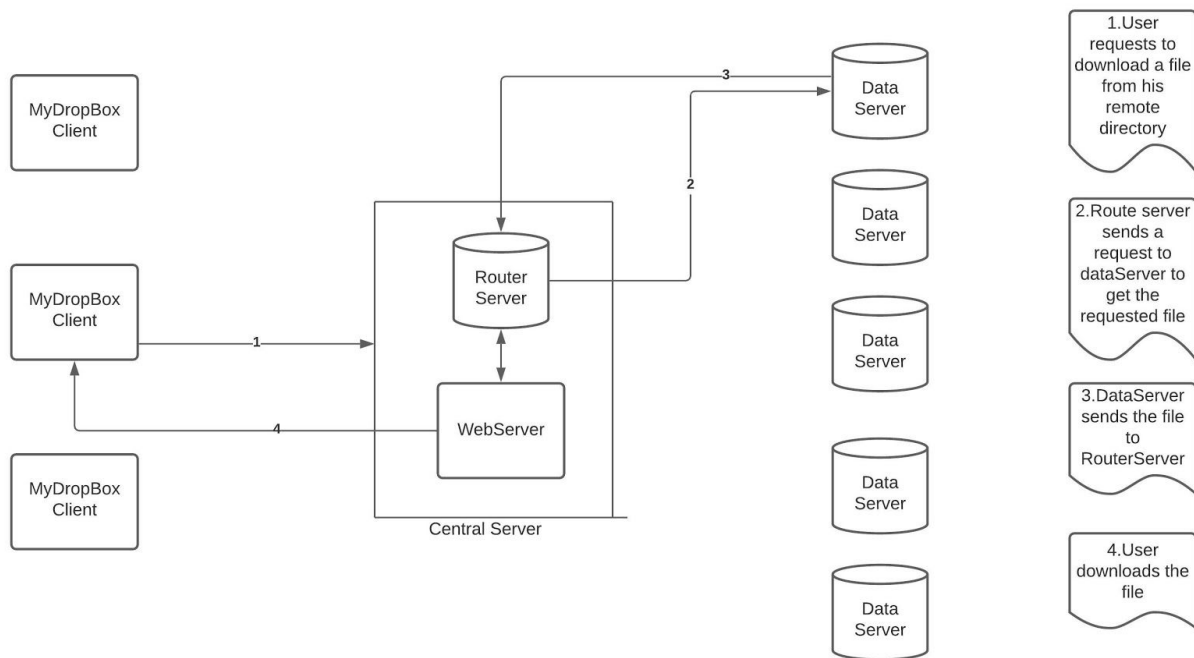 MyDropBox
Client
MyDropBox
Client
MyDropBox
Client
1
4
3
2
Router
Server
WebServer
Central Server
Data
Server
Data
Server
Data
Server
Data
Server
Data
Server
1.User
requests to
download a file
from his
remote
directory
2.Route server
sends a
request to
dataServer to
get the
requested file
3.DataServer
sends the file
to
RouterServer
4.User
downloads the
file